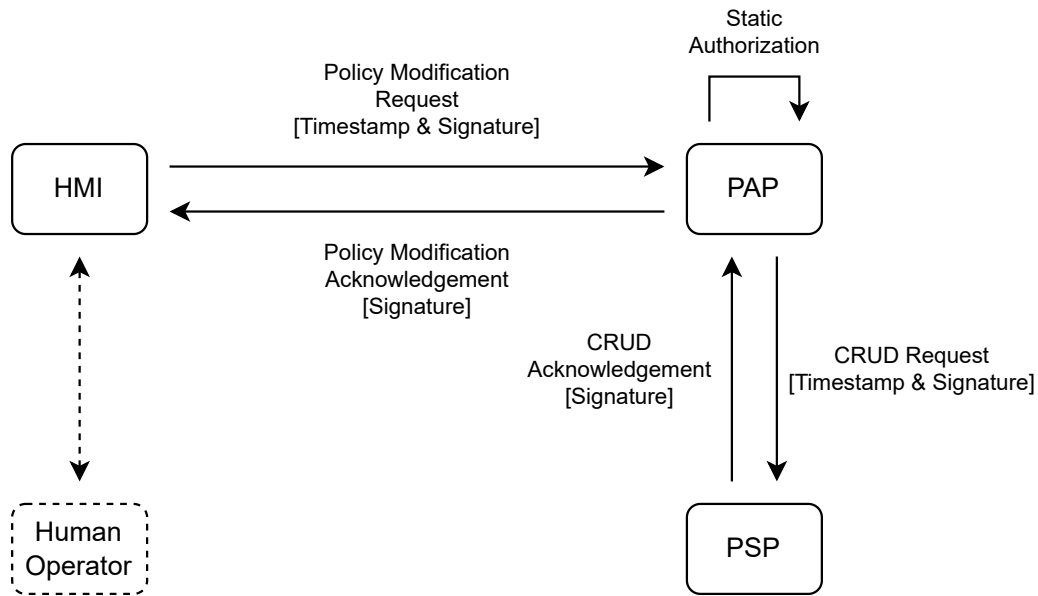 Static
Authorization
Policy Modification
Request
[Timestamp & Signature]
HMI
PAP
Policy Modification
Acknowledgement
[Signature]
CRUD
Acknowledgement
[Signature]
CRUD Request
[Timestamp & Signature]
Human
Operator
PSP